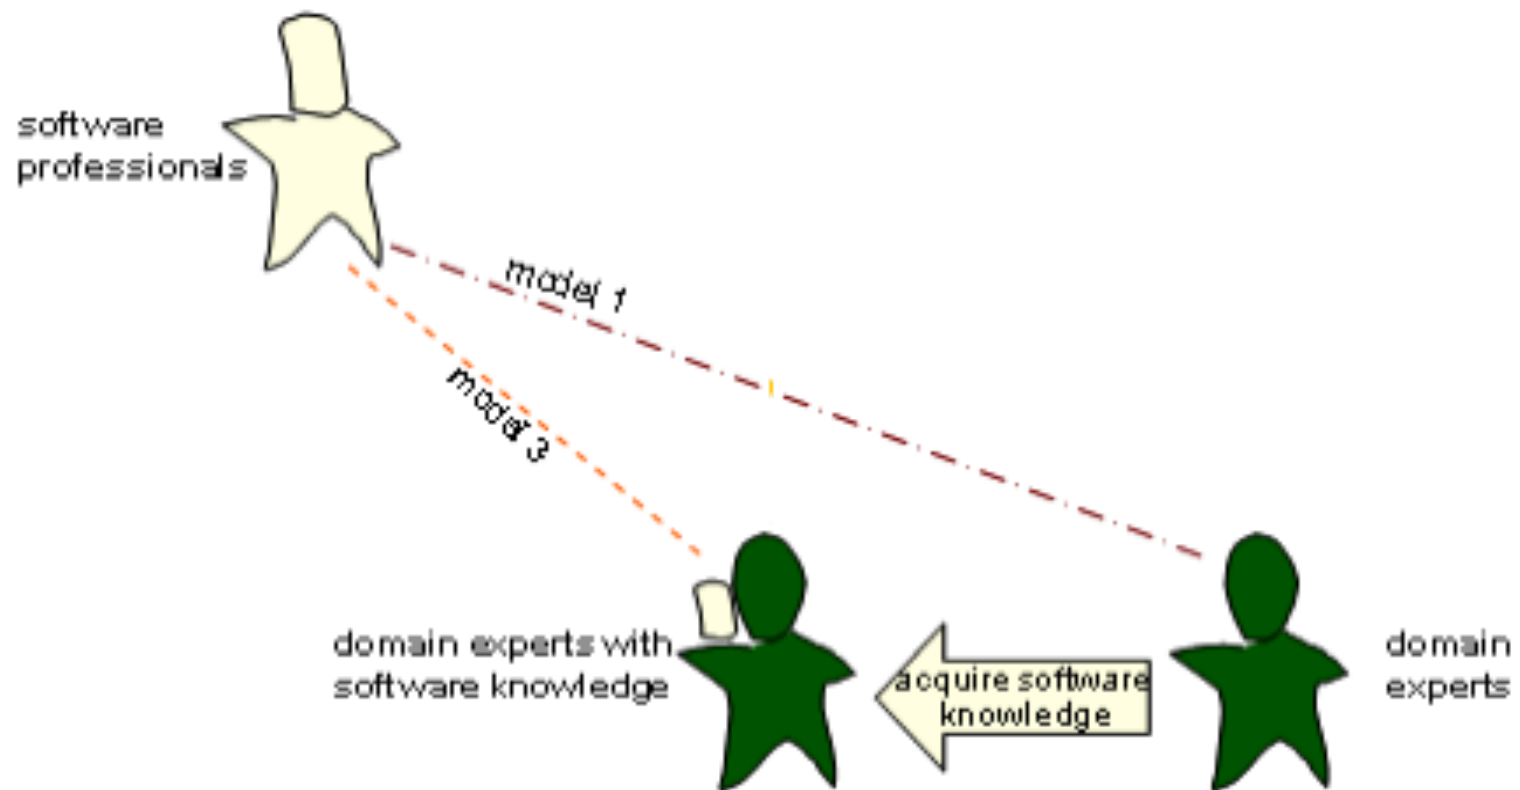 software
professionals
model 1
model 3
domain experts with
software knowledge
acquire software
knowledge
domain
experts